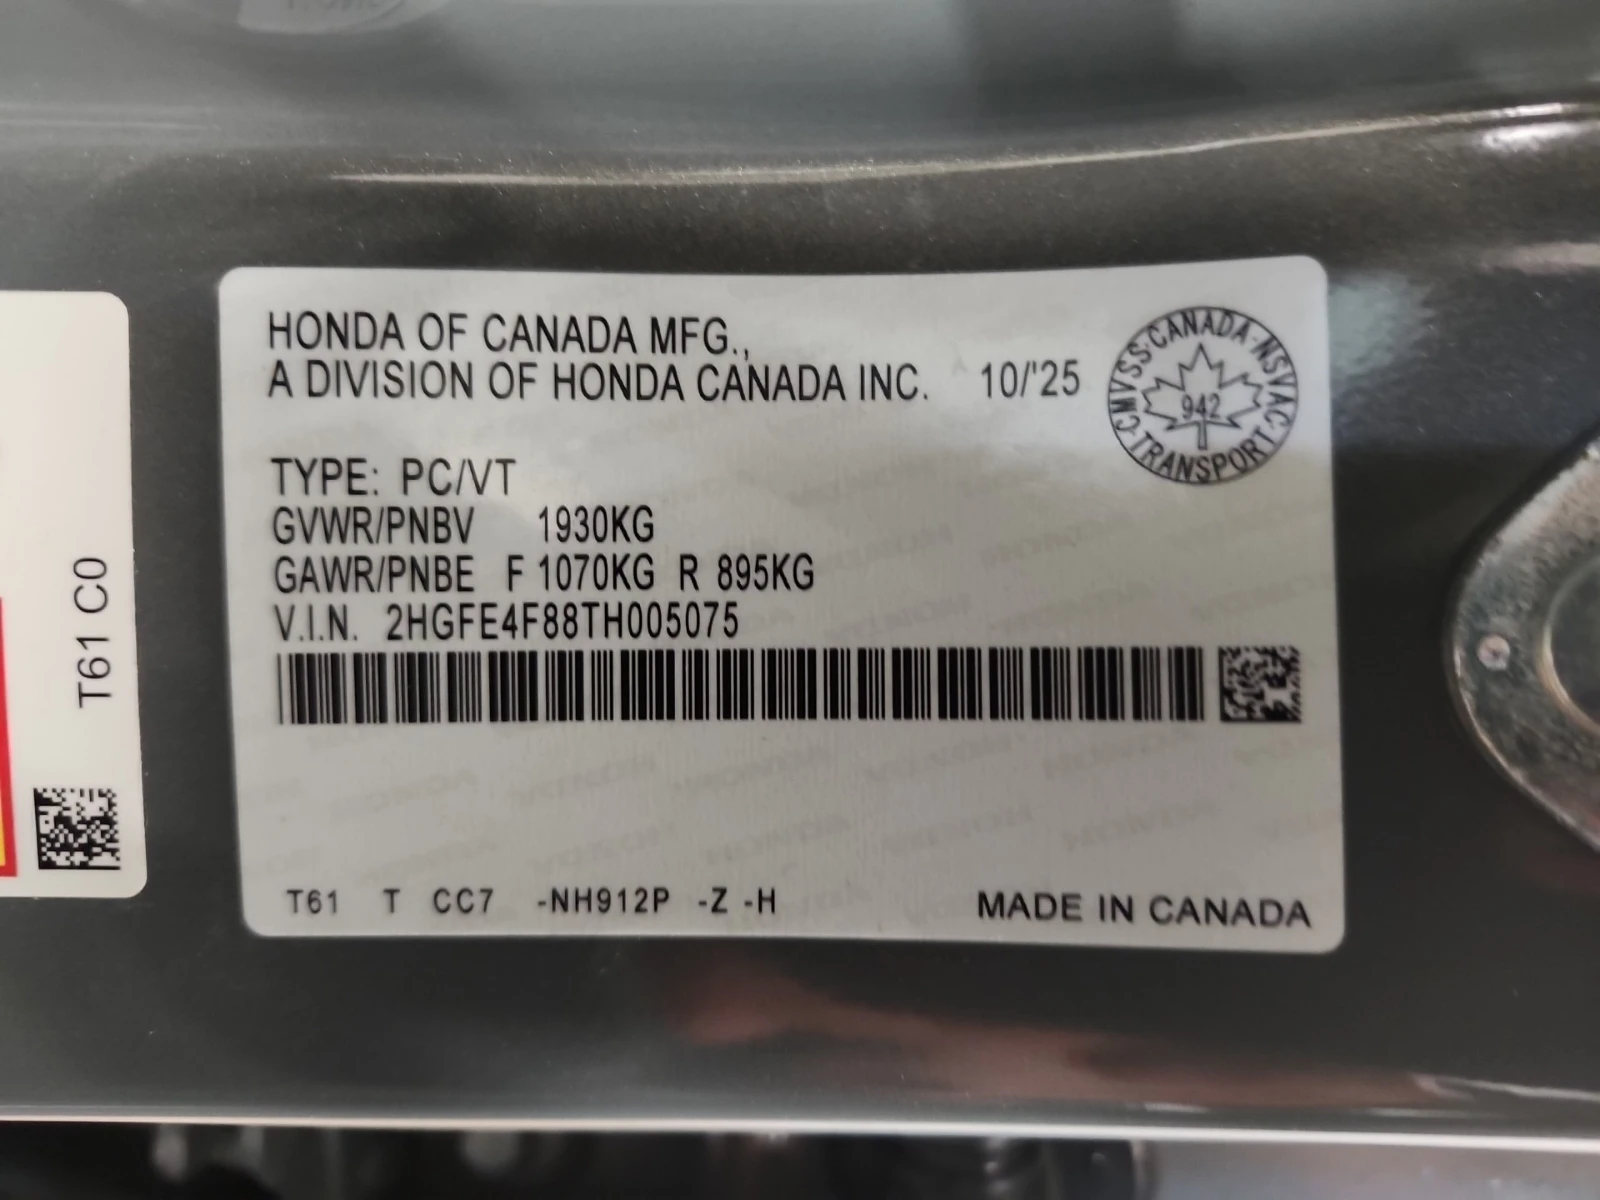 HONDA OF CANADA MFG.,
A DIVISION OF HONDA CANADA INC. 10/'25
CMVSS·CANADA·NSVAC·TRANSPORT
942
TYPE: PC/VT
GVWR/PNBV 1930KG
GAWR/PNBE F 1070KG R 895KG
V.I.N. 2HGFE4F88TH005075
T61 T CC7 -NH912P -Z -H
MADE IN CANADA
T61 C0